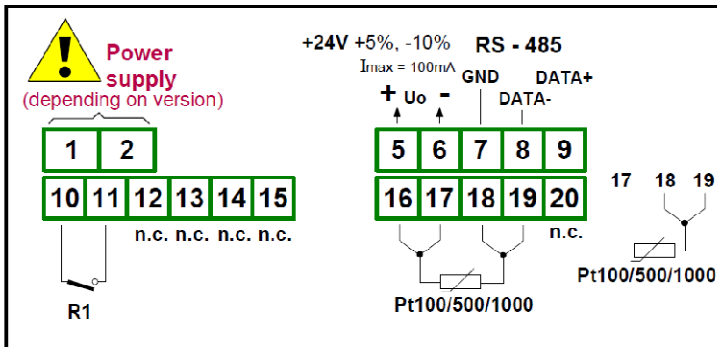 Power
supply
(depending on version)
+24V +5%, -10% RS - 485
Imax = 100mA
GND DATA+
DATA-
+ Uo -
1 2
5 6 7 8 9
10 11 12 13 14 15
16 17 18 19 20
n.c. n.c. n.c. n.c.
n.c.
R1
Pt100/500/1000
17 18 19
Pt100/500/1000